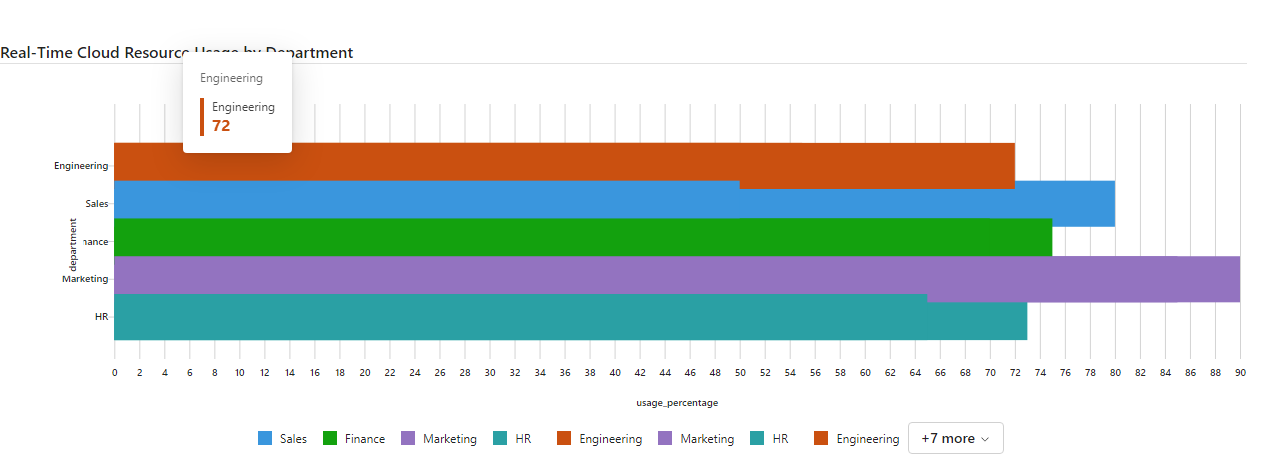 Real-Time Cloud Resource Usage by Department
Engineering
Engineering
72
Engineering
Sales
nance
Marketing
HR
department
0 2 4 6 8 10 12 14 16 18 20 22 24 26 28 30 32 34 36 38 40 42 44 46 48 50 52 54 56 58 60 62 64 66 68 70 72 74 76 78 80 82 84 86 88 90
usage_percentage
Sales Finance Marketing HR Engineering Marketing HR Engineering +7 more